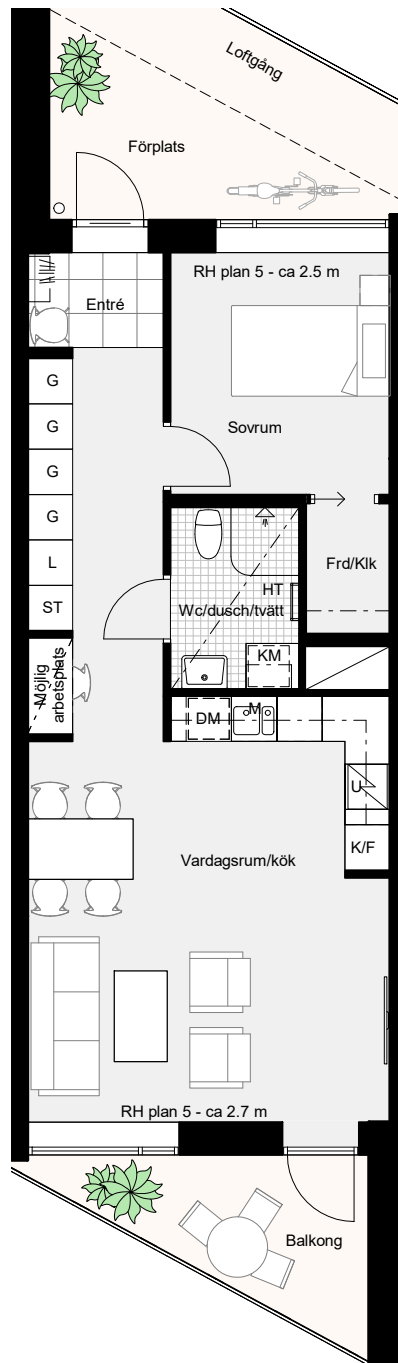 Loftgång
Förplats
RH plan 5 - ca 2.5 m
Entré
G
G
Sovrum
G
G
L
Frd/Klk
HT
ST
Wc/dusch/tvätt
KM
Möjlig
arbetsplats
M
DM
U
K/F
Vardagsrum/kök
RH plan 5 - ca 2.7 m
Balkong